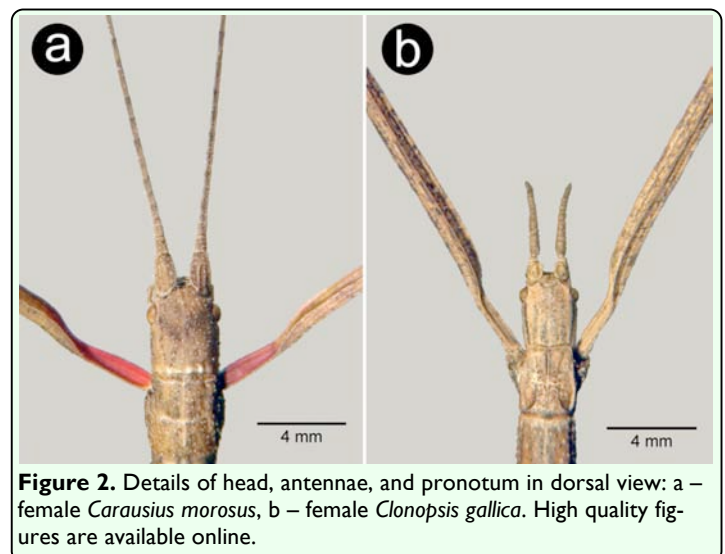 a
b
4 mm
4 mm
Figure 2. Details of head, antennae, and pronotum in dorsal view: a –
female Carausius morosus, b – female Clonopsis gallica. High quality fig-
ures are available online.